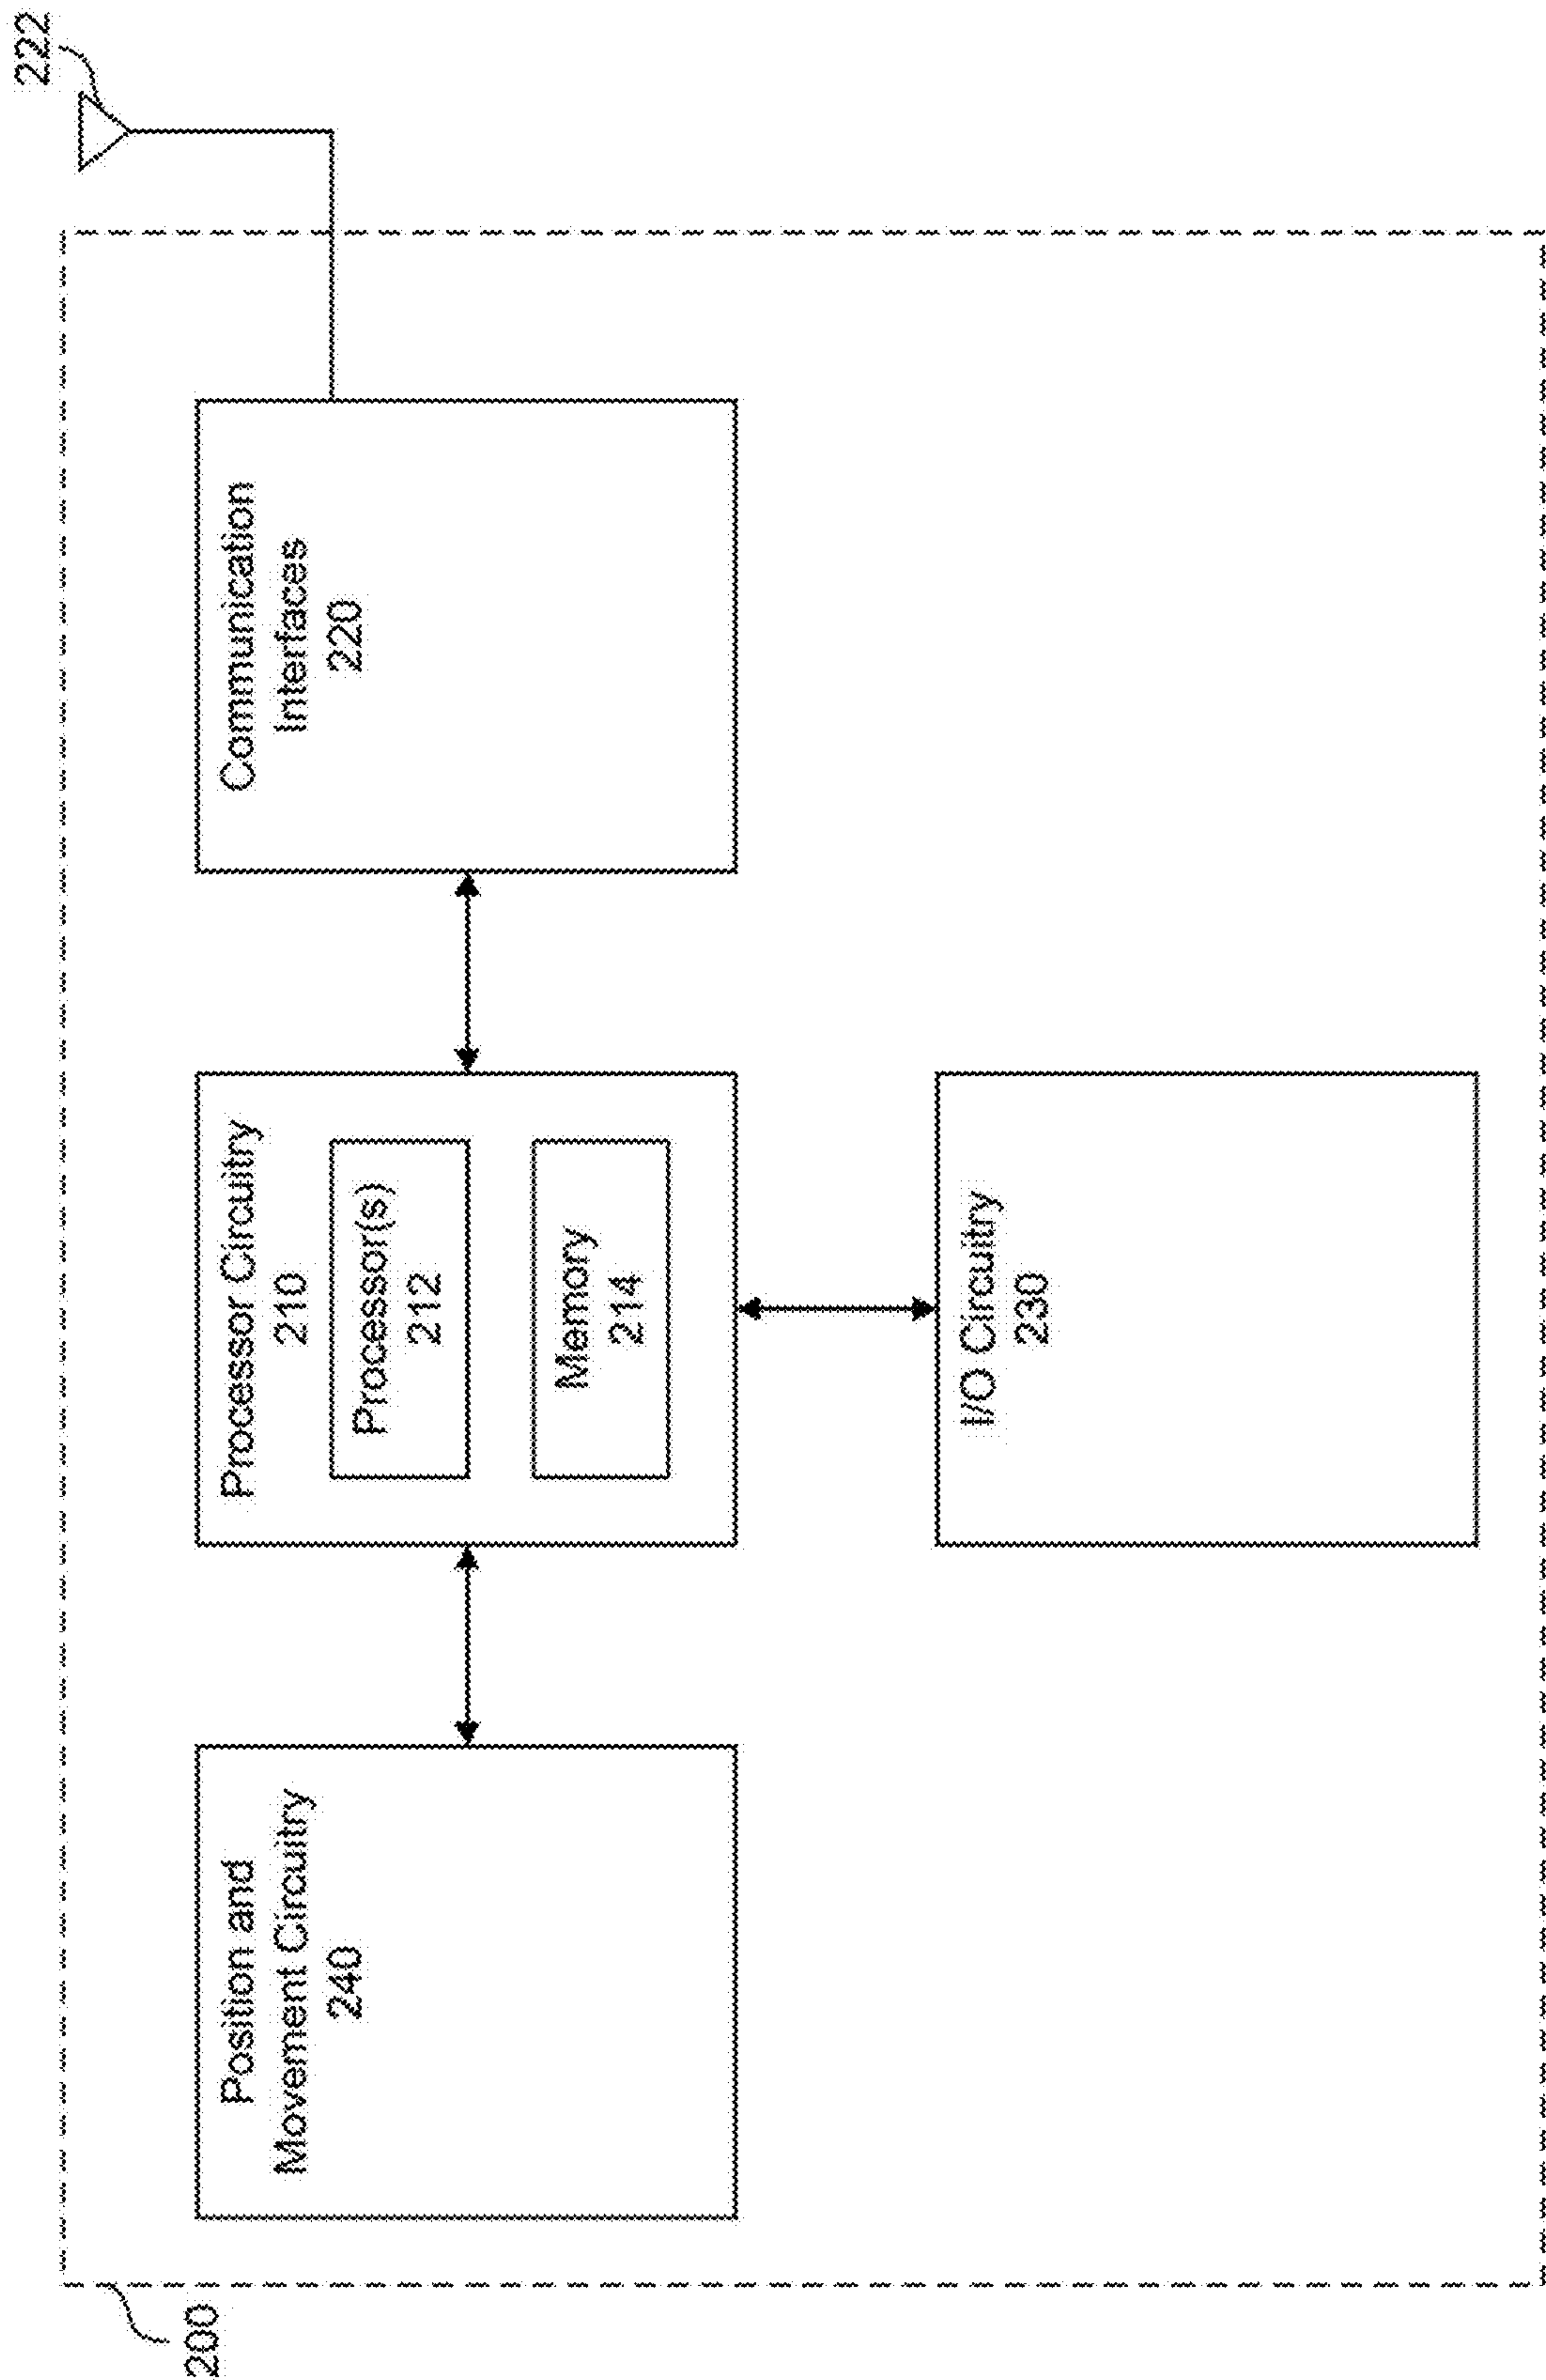 200
222
Position and
Movement Circuitry
240
Processor Circuitry
210
Processor(s)
212
Memory
214
Communication
Interfaces
220
I/O Circuitry
230